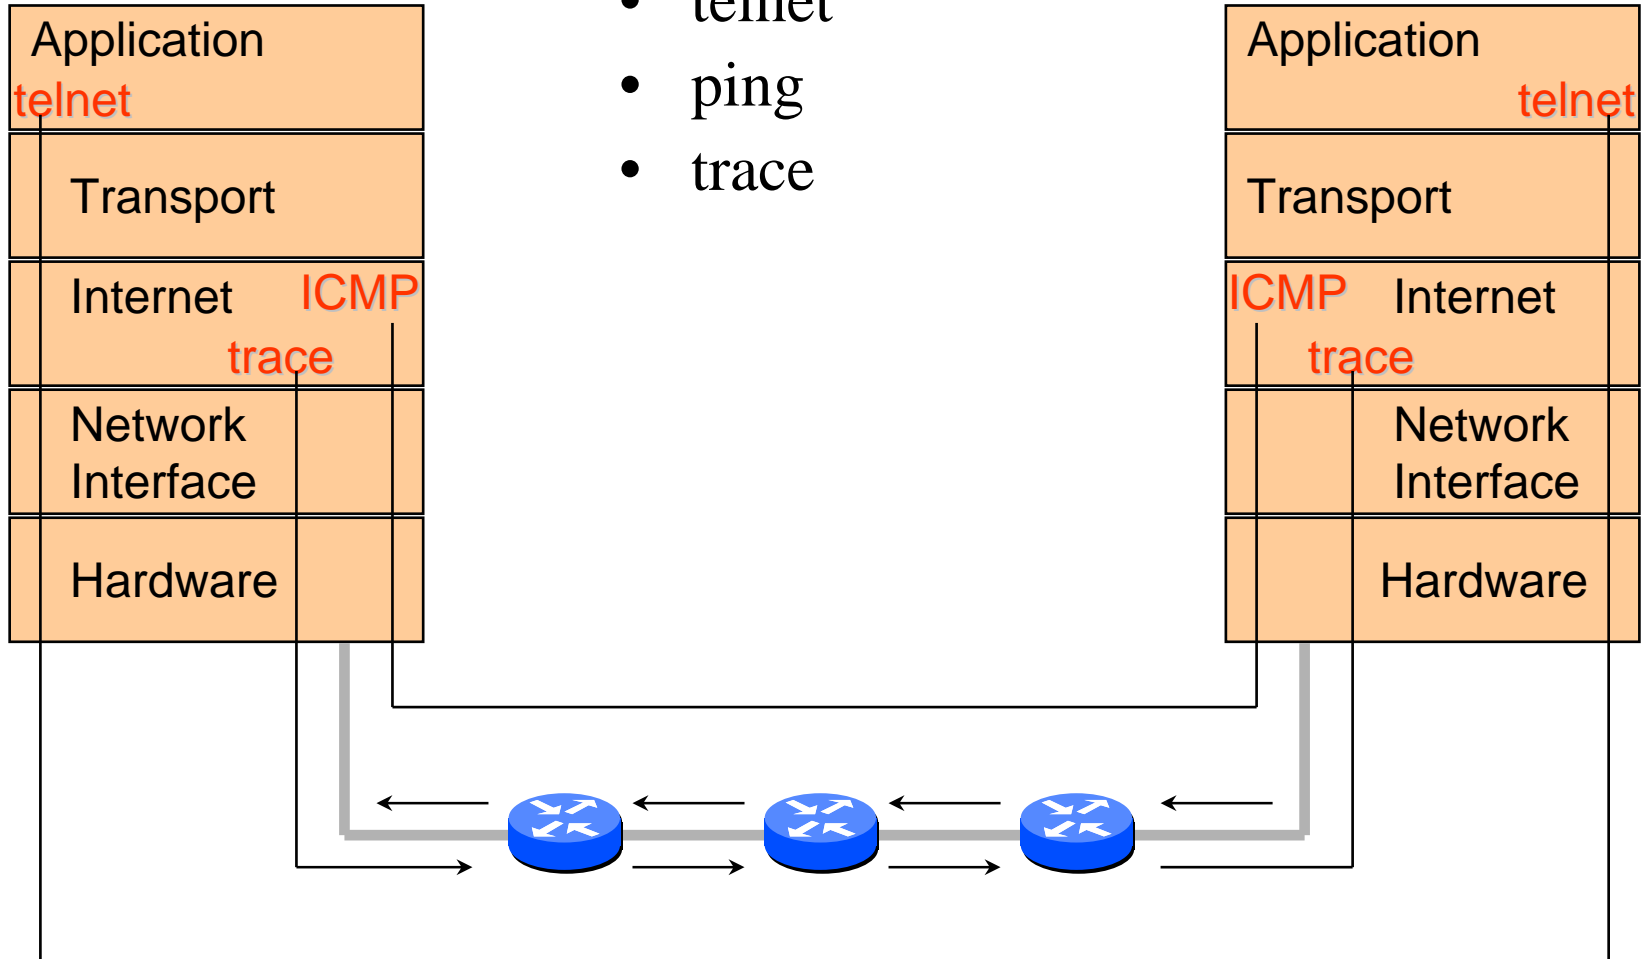 Application
telnet
Transport
Internet ICMP
trace
Network
Interface
Hardware
• telnet
• ping
• trace
Application
telnet
Transport
ICMP Internet
trace
Network
Interface
Hardware